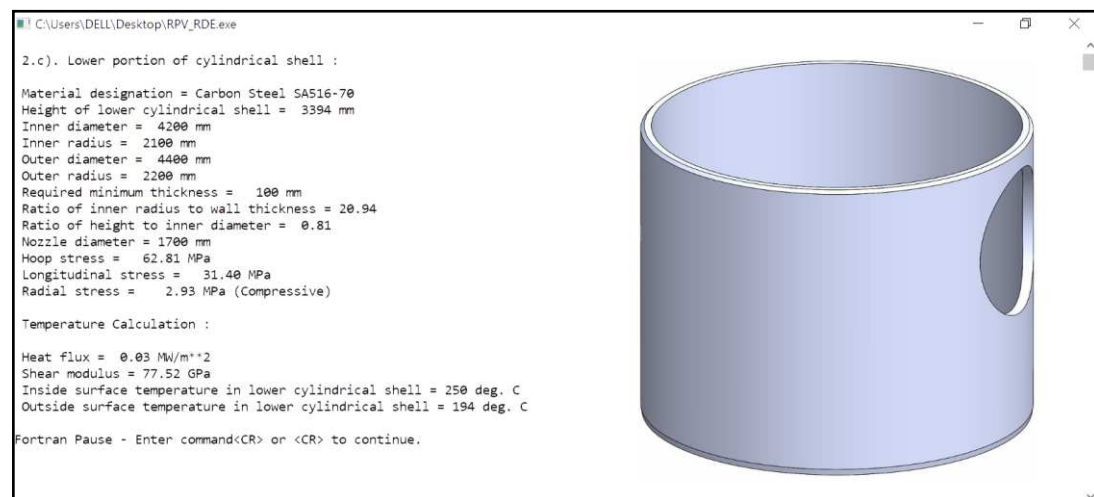 C:\Users\DELL\Desktop\RPV_RDE.exe
2.c). Lower portion of cylindrical shell :
Material designation = Carbon Steel SA516-70
Height of lower cylindrical shell =  3394 mm
Inner diameter =  4200 mm
Inner radius =  2100 mm
Outer diameter =  4400 mm
Outer radius =  2200 mm
Required minimum thickness =   100 mm
Ratio of inner radius to wall thickness = 20.94
Ratio of height to inner diameter =  0.81
Nozzle diameter = 1700 mm
Hoop stress =   62.81 MPa
Longitudinal stress =   31.40 MPa
Radial stress =    2.93 MPa (Compressive)
Temperature Calculation :
Heat flux =  0.03 MW/m**2
Shear modulus = 77.52 GPa
Inside surface temperature in lower cylindrical shell = 250 deg. C
Outside surface temperature in lower cylindrical shell = 194 deg. C
Fortran Pause - Enter command<CR> or <CR> to continue.